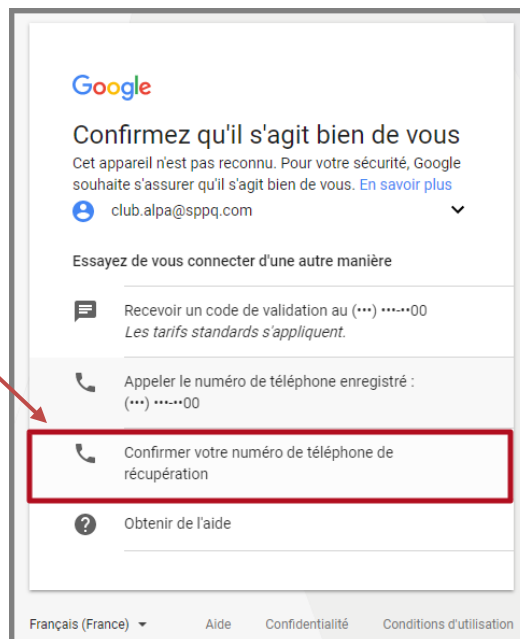 Google
Confirmez qu'il s'agit bien de vous
Cet appareil n'est pas reconnu. Pour votre sécurité, Google
souhaite s'assurer qu'il s'agit bien de vous. En savoir plus
club.alpa@sppq.com
Essayez de vous connecter d'une autre manière
Recevoir un code de validation au (•••) •••-••00
Les tarifs standards s'appliquent.
Appeler le numéro de téléphone enregistré :
(•••) •••-••00
Confirmer votre numéro de téléphone de
récupération
Obtenir de l'aide
Français (France) Aide Confidentialité Conditions d'utilisation